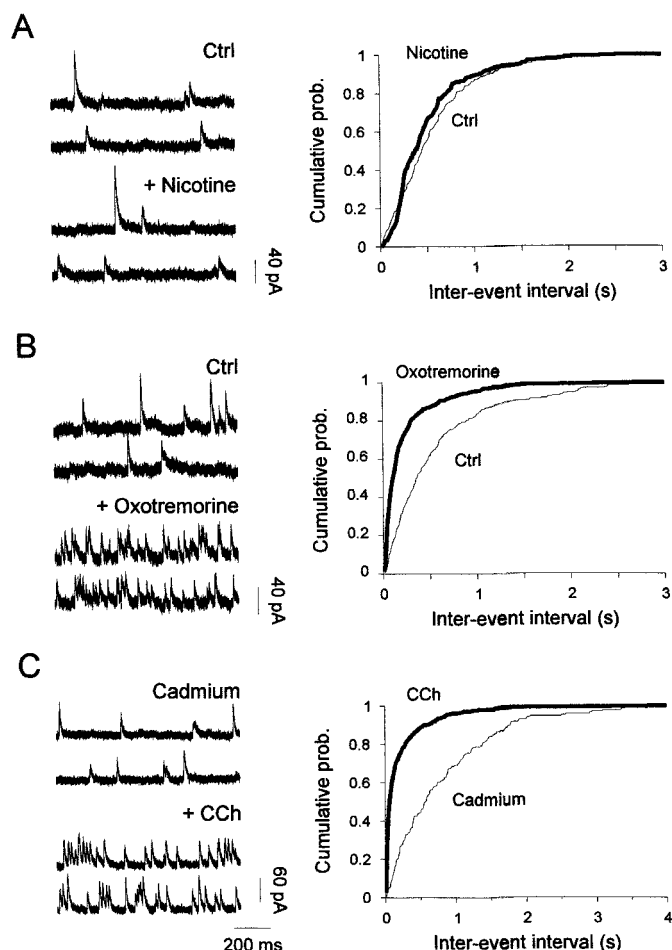 A
Ctrl
+ Nicotine
40 pA
Cumulative prob.
1
0.8
0.6
0.4
0.2
0
Nicotine
Ctrl
0 1 2 3
Inter-event interval (s)
B
Ctrl
+ Oxotremorine
40 pA
Cumulative prob.
1
0.8
0.6
0.4
0.2
0
Oxotremorine
Ctrl
0 1 2 3
Inter-event interval (s)
C
Cadmium
+ CCh
60 pA
200 ms
Cumulative prob.
1
0.8
0.6
0.4
0.2
0
CCh
Cadmium
0 1 2 3 4
Inter-event interval (s)